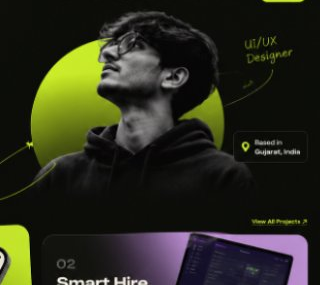 UI/UX
Designer
Based in
Gujarat, India
View All Projects ↗
02
Smart Hire